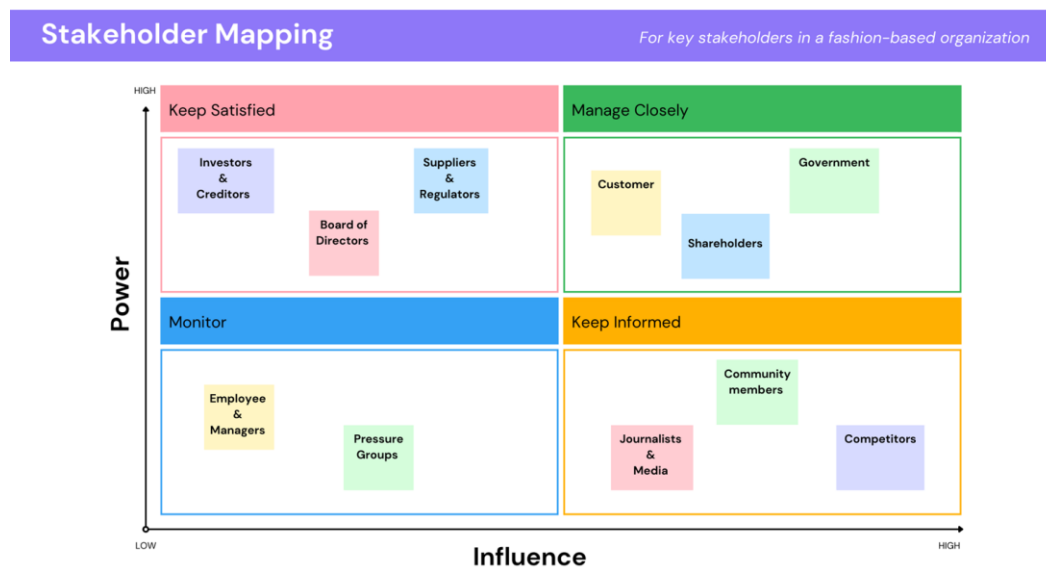 Stakeholder Mapping
For key stakeholders in a fashion-based organization
HIGH
Keep Satisfied
Manage Closely
Investors
&
Creditors
Suppliers
&
Regulators
Board of
Directors
Customer
Government
Shareholders
Power
Monitor
Keep Informed
Employee
&
Managers
Pressure
Groups
Community
members
Journalists
&
Media
Competitors
LOW
Influence
HIGH